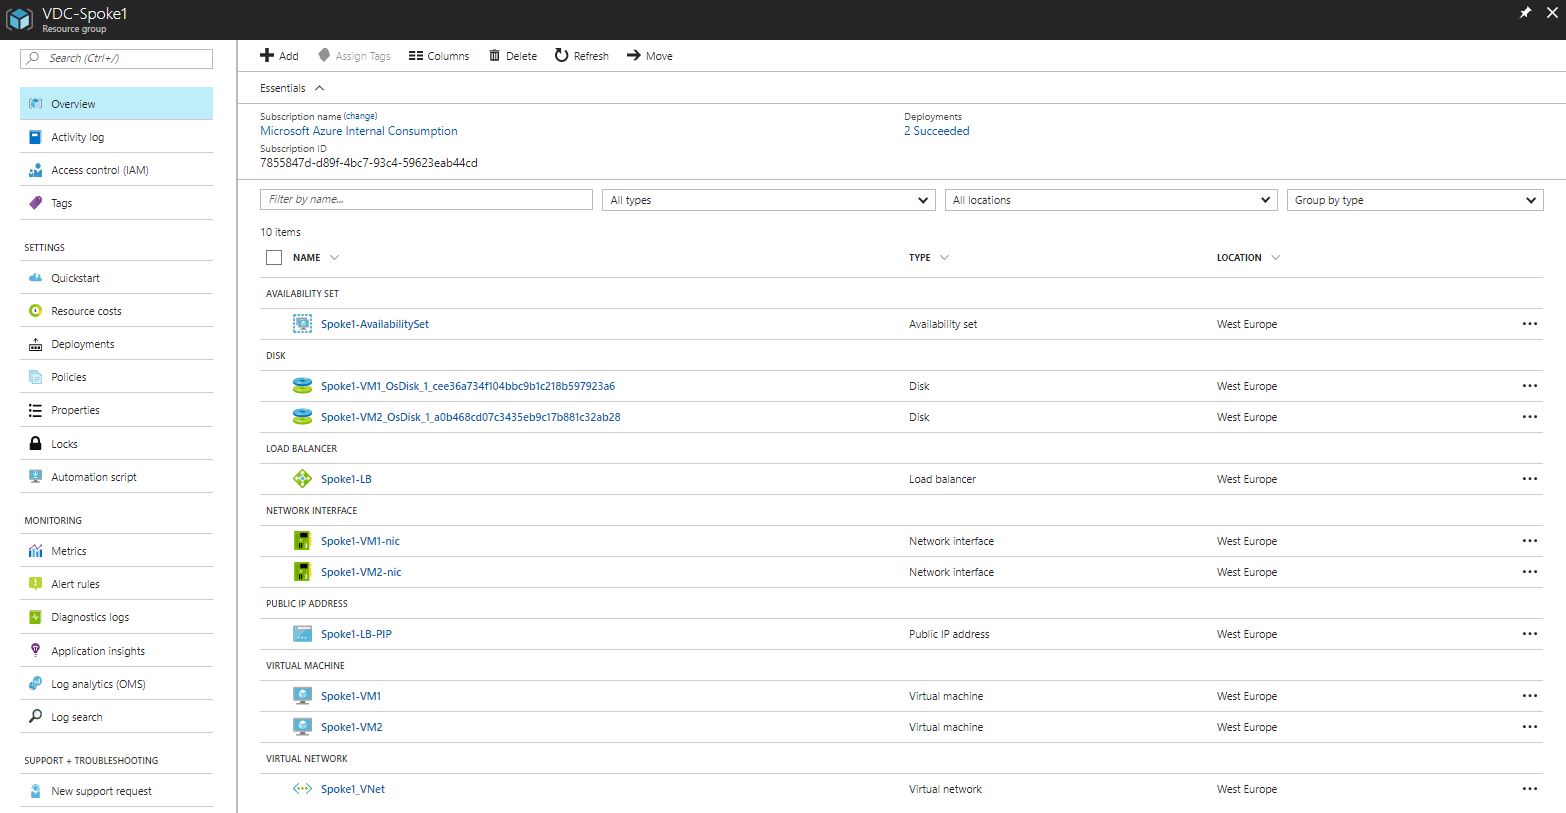 VDC-Spoke1
Resource group
Search (Ctrl+/)
Overview
Activity log
Access control (IAM)
Tags
SETTINGS
Quickstart
Resource costs
Deployments
Policies
Properties
Locks
Automation script
MONITORING
Metrics
Alert rules
Diagnostics logs
Application insights
Log analytics (OMS)
Log search
SUPPORT + TROUBLESHOOTING
New support request
Add Assign Tags Columns Delete Refresh Move
Essentials
Subscription name (change) Deployments
Microsoft Azure Internal Consumption 2 Succeeded
Subscription ID
7855847d-d89f-4bc7-93c4-59623eab44cd
Filter by name... All types All locations Group by type
10 items
NAME TYPE LOCATION
AVAILABILITY SET
Spoke1-AvailabilitySet Availability set West Europe
DISK
Spoke1-VM1_OsDisk_1_cee36a734f104bbc9b1c218b597923a6 Disk West Europe
Spoke1-VM2_OsDisk_1_a0b468cd07c3435eb9c17b881c32ab28 Disk West Europe
LOAD BALANCER
Spoke1-LB Load balancer West Europe
NETWORK INTERFACE
Spoke1-VM1-nic Network interface West Europe
Spoke1-VM2-nic Network interface West Europe
PUBLIC IP ADDRESS
Spoke1-LB-PIP Public IP address West Europe
VIRTUAL MACHINE
Spoke1-VM1 Virtual machine West Europe
Spoke1-VM2 Virtual machine West Europe
VIRTUAL NETWORK
Spoke1_VNet Virtual network West Europe